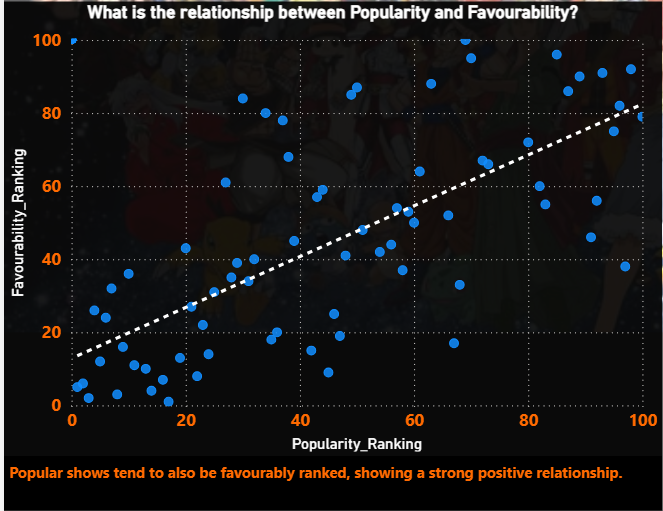 What is the relationship between Popularity and Favourability?
100
80
60
40
20
0
Favourability_Ranking
0 20 40 60 80 100
Popularity_Ranking
Popular shows tend to also be favourably ranked, showing a strong positive relationship.